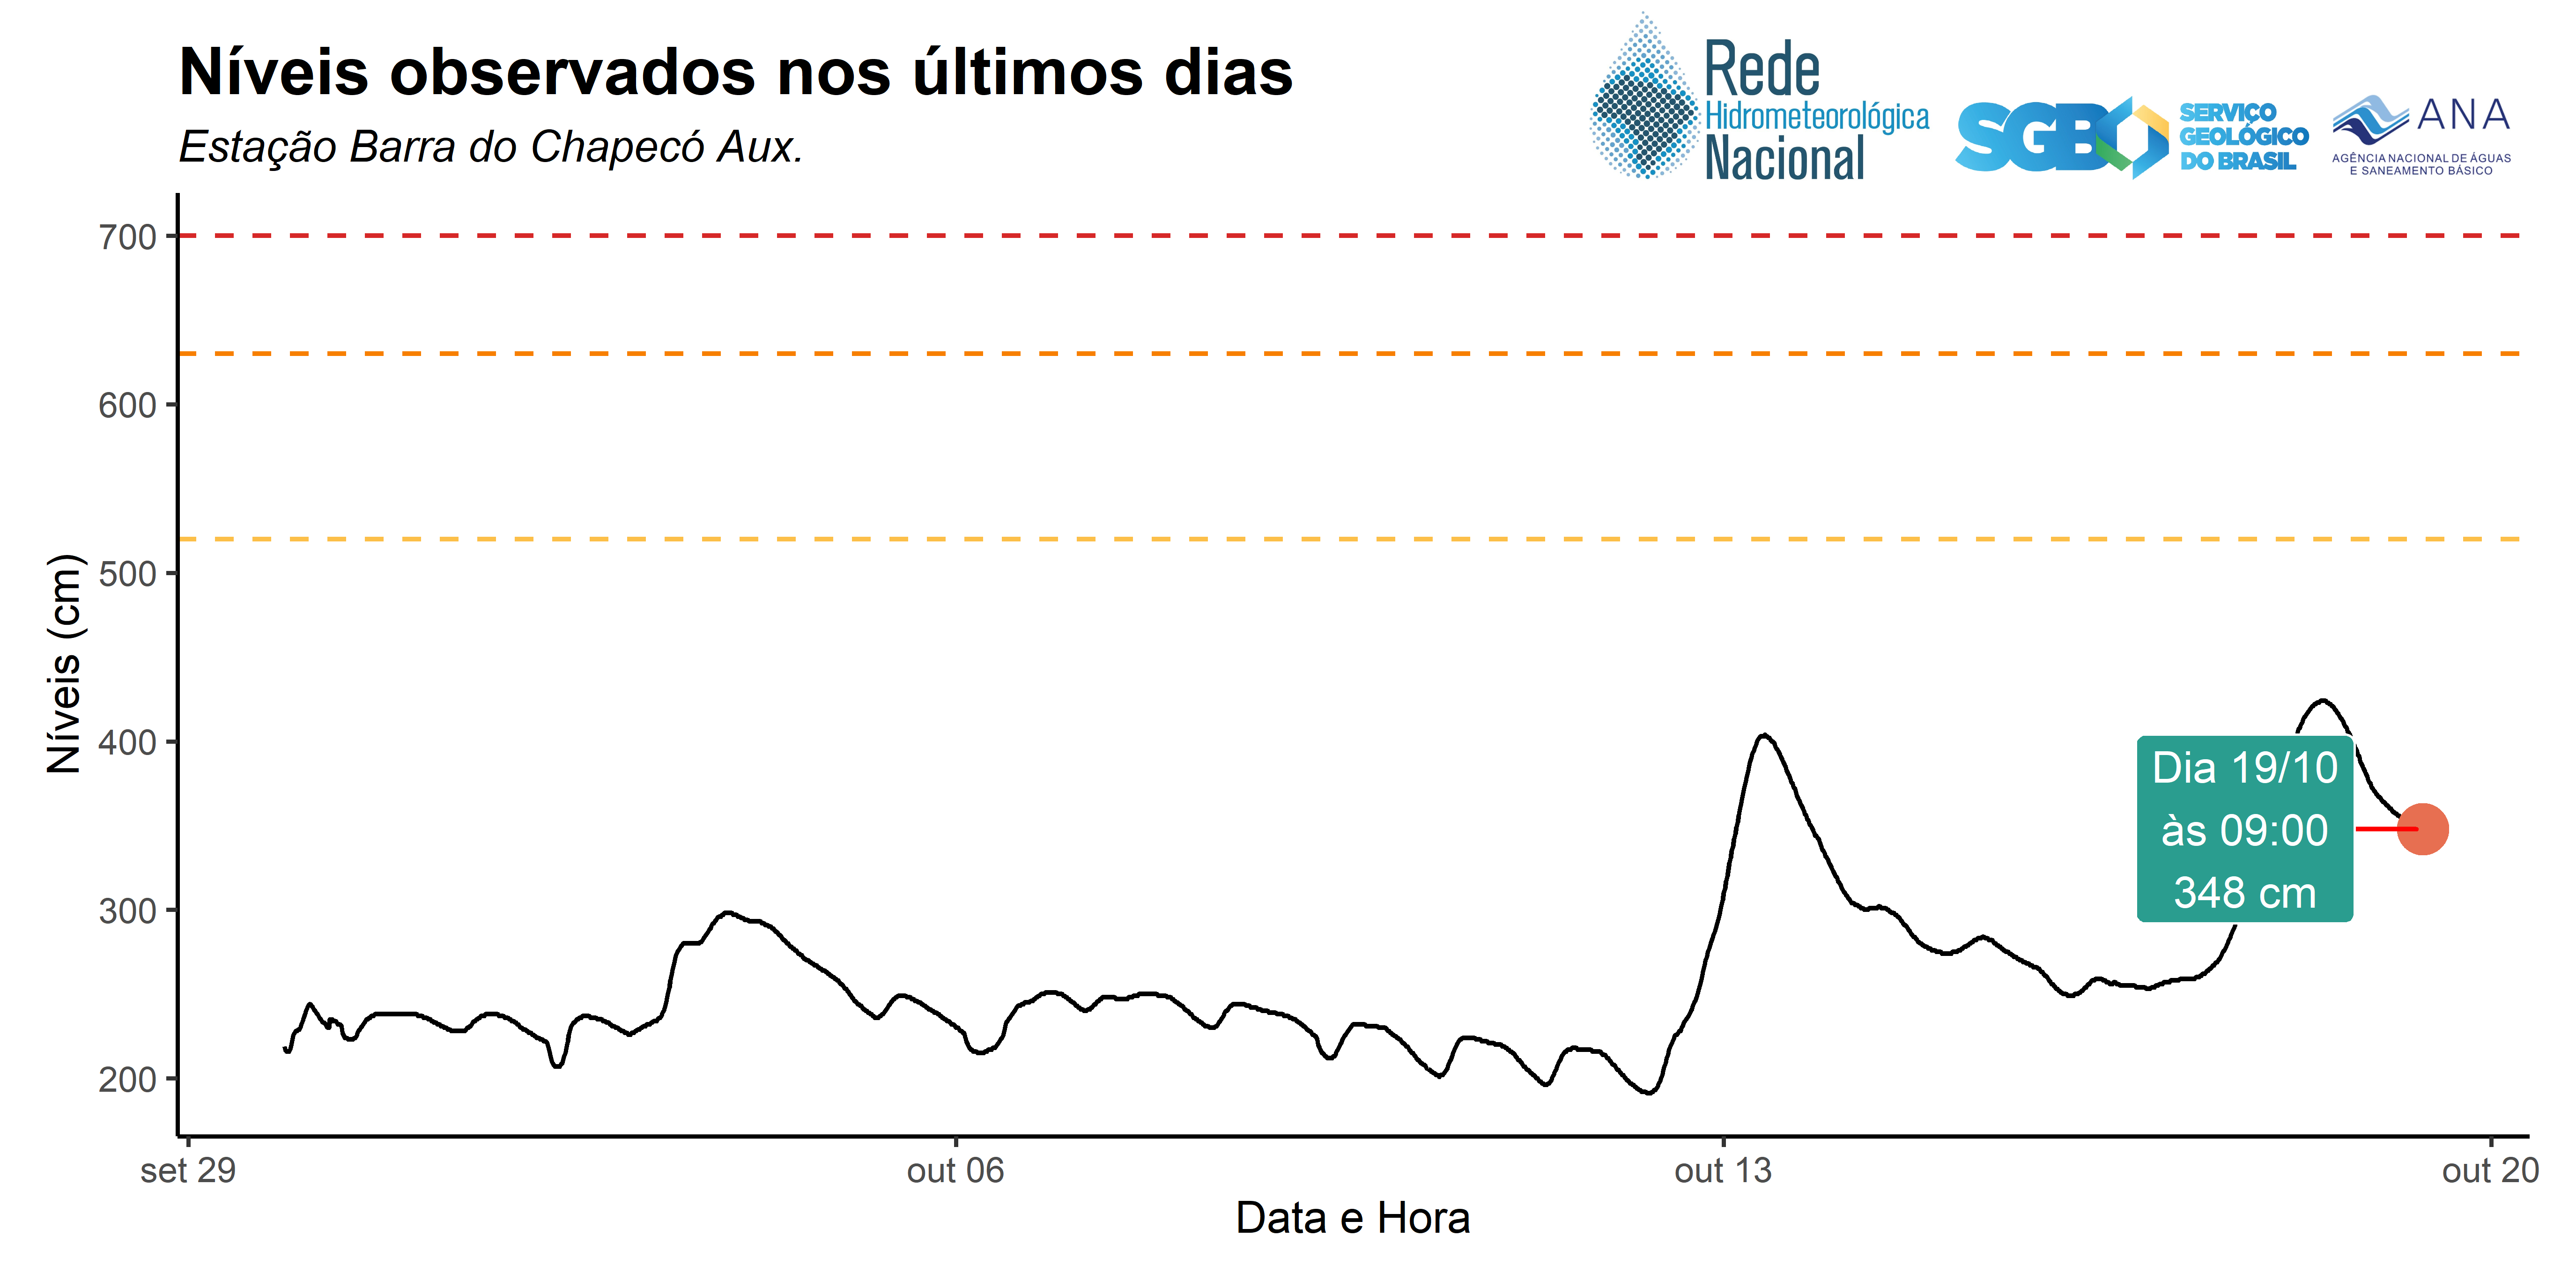 Níveis observados nos últimos dias
Estação Barra do Chapecó Aux.
Rede
Hidrometeorológica
Nacional
SGB
SERVIÇO
GEOLÓGICO
DO BRASIL
ANA
AGÊNCIA NACIONAL DE ÁGUAS
E SANEAMENTO BÁSICO
Níveis (cm)
700
600
500
400
300
200
Dia 19/10
às 09:00
348 cm
set 29
out 06
out 13
out 20
Data e Hora